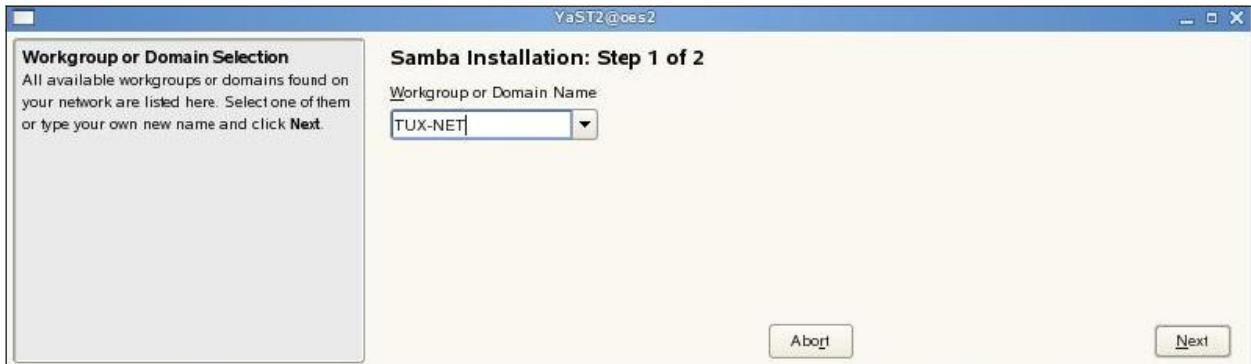 YaST2@oes2
Workgroup or Domain Selection
All available workgroups or domains found on
your network are listed here. Select one of them
or type your own new name and click Next.
Samba Installation: Step 1 of 2
Workgroup or Domain Name
TUX-NET
Abort
Next